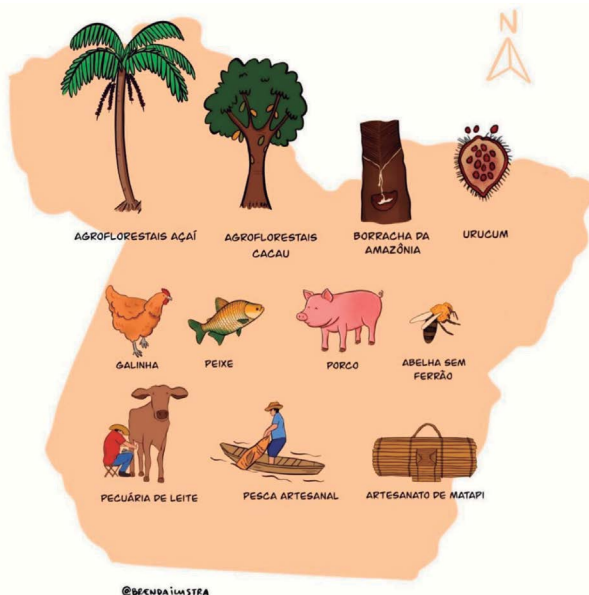 N
AGROFLORESTAIS AÇAÍ
AGROFLORESTAIS
CACAU
BORRACHA DA
AMAZÔNIA
URUCUM
GALINHA
PEIXE
PORCO
ABELHA SEM
FERRÃO
PECUÁRIA DE LEITE
PESCA ARTESANAL
ARTESANATO DE MATAPI
@BRENDAILUSTRA